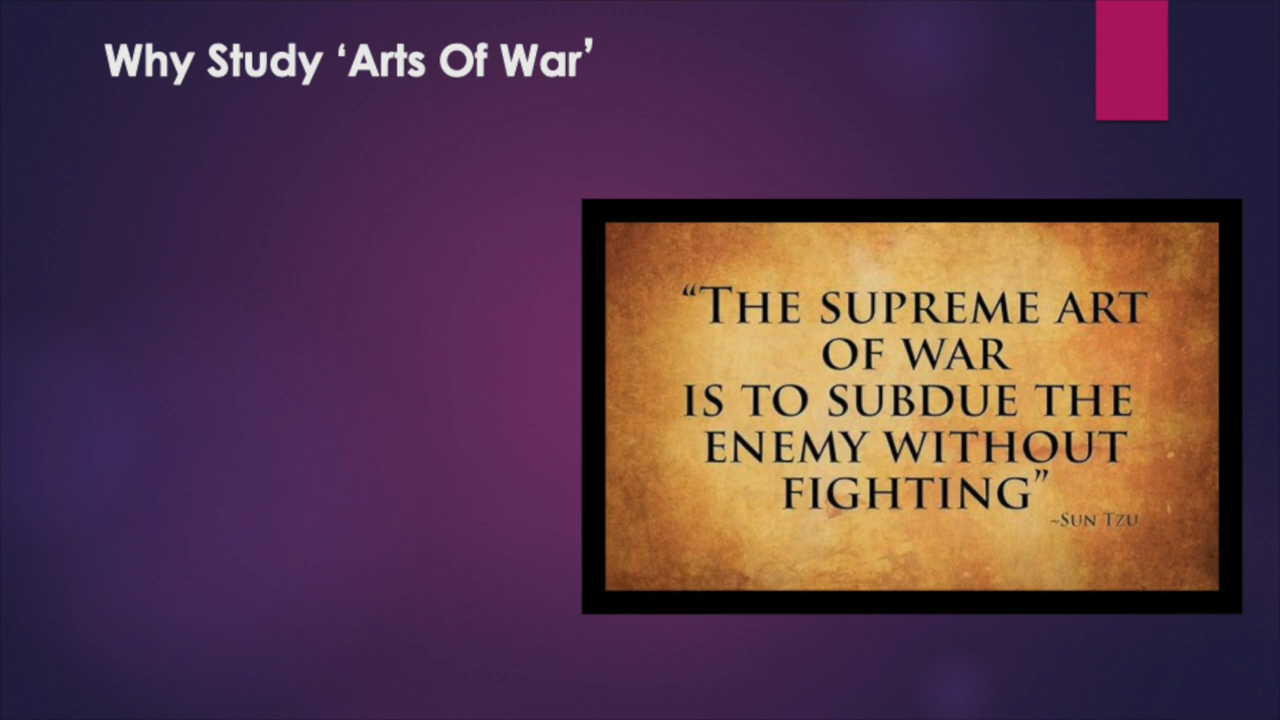 Why Study ‘Arts Of War’
“THE SUPREME ART
OF WAR
IS TO SUBDUE THE
ENEMY WITHOUT
FIGHTING”
~SUN TZU